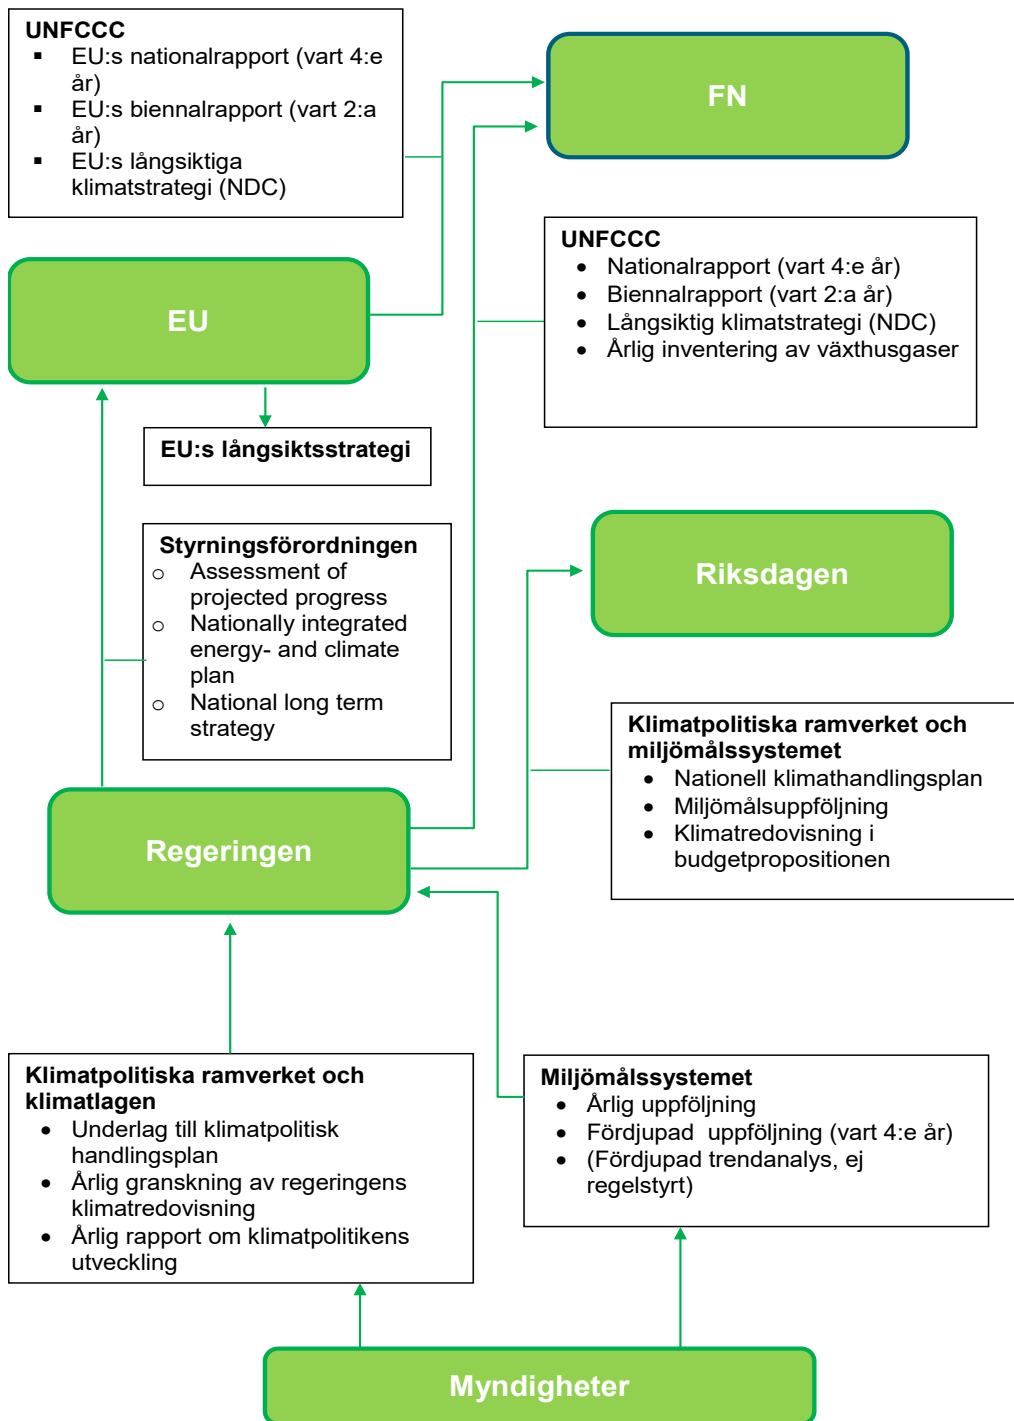 UNFCCC
▪ EU:s nationalrapport (vart 4:e
år)
▪ EU:s biennalrapport (vart 2:a
år)
▪ EU:s långsiktiga
klimatstrategi (NDC)
FN
UNFCCC
• Nationalrapport (vart 4:e år)
• Biennalrapport (vart 2:a år)
• Långsiktig klimatstrategi (NDC)
• Årlig inventering av växthusgaser
EU
EU:s långsiktsstrategi
Styrningsförordningen
o Assessment of
projected progress
o Nationally integrated
energy- and climate
plan
o National long term
strategy
Riksdagen
Klimatpolitiska ramverket och
miljömålssystemet
• Nationell klimathandlingsplan
• Miljömålsuppföljning
• Klimatredovisning i
budgetpropositionen
Regeringen
Klimatpolitiska ramverket och
klimatlagen
• Underlag till klimatpolitisk
handlingsplan
• Årlig granskning av regeringens
klimatredovisning
• Årlig rapport om klimatpolitikens
utveckling
Miljömålssystemet
• Årlig uppföljning
• Fördjupad  uppföljning (vart 4:e år)
• (Fördjupad trendanalys, ej
regelstyrt)
Myndigheter